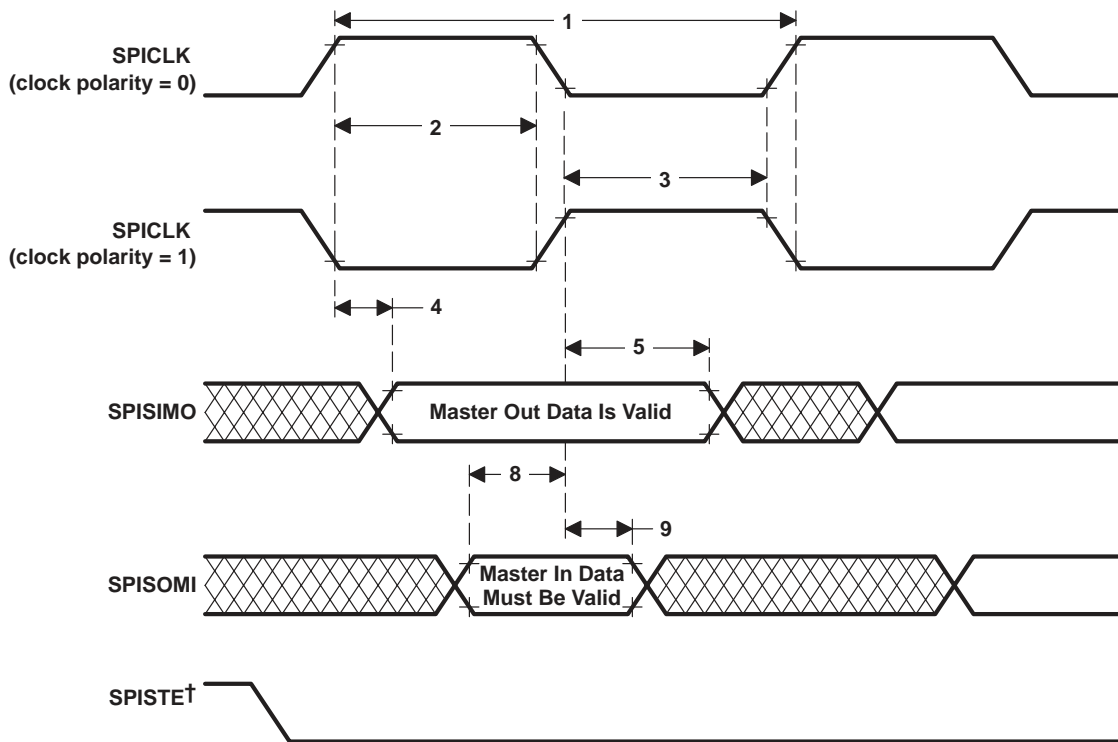 1
SPICLK
(clock polarity = 0)
2
3
SPICLK
(clock polarity = 1)
4
5
SPISIMO
Master Out Data Is Valid
8
9
SPISOMI
Master In Data
Must Be Valid
SPISTE†